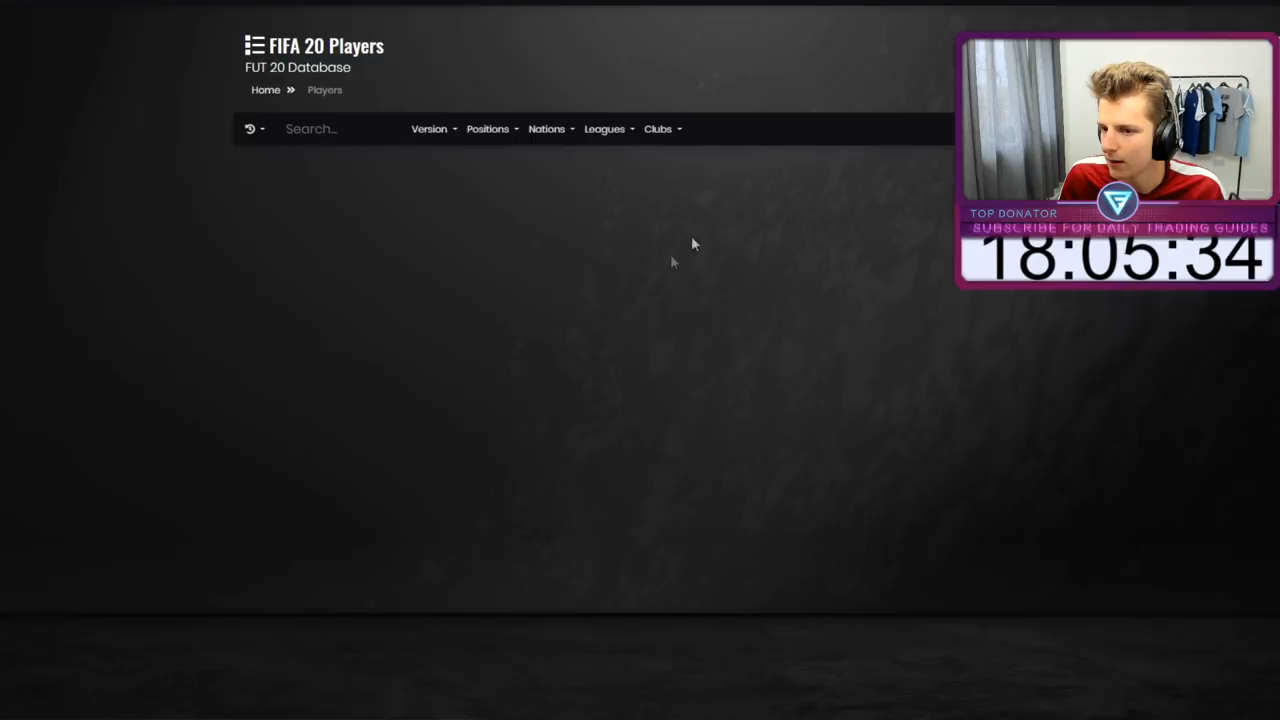 FIFA 20 Players
FUT 20 Database
Home » Players
Search... Version Positions Nations Leagues Clubs
TOP DONATOR
SUBSCRIBE FOR DAILY TRADING GUIDES
18:05:34